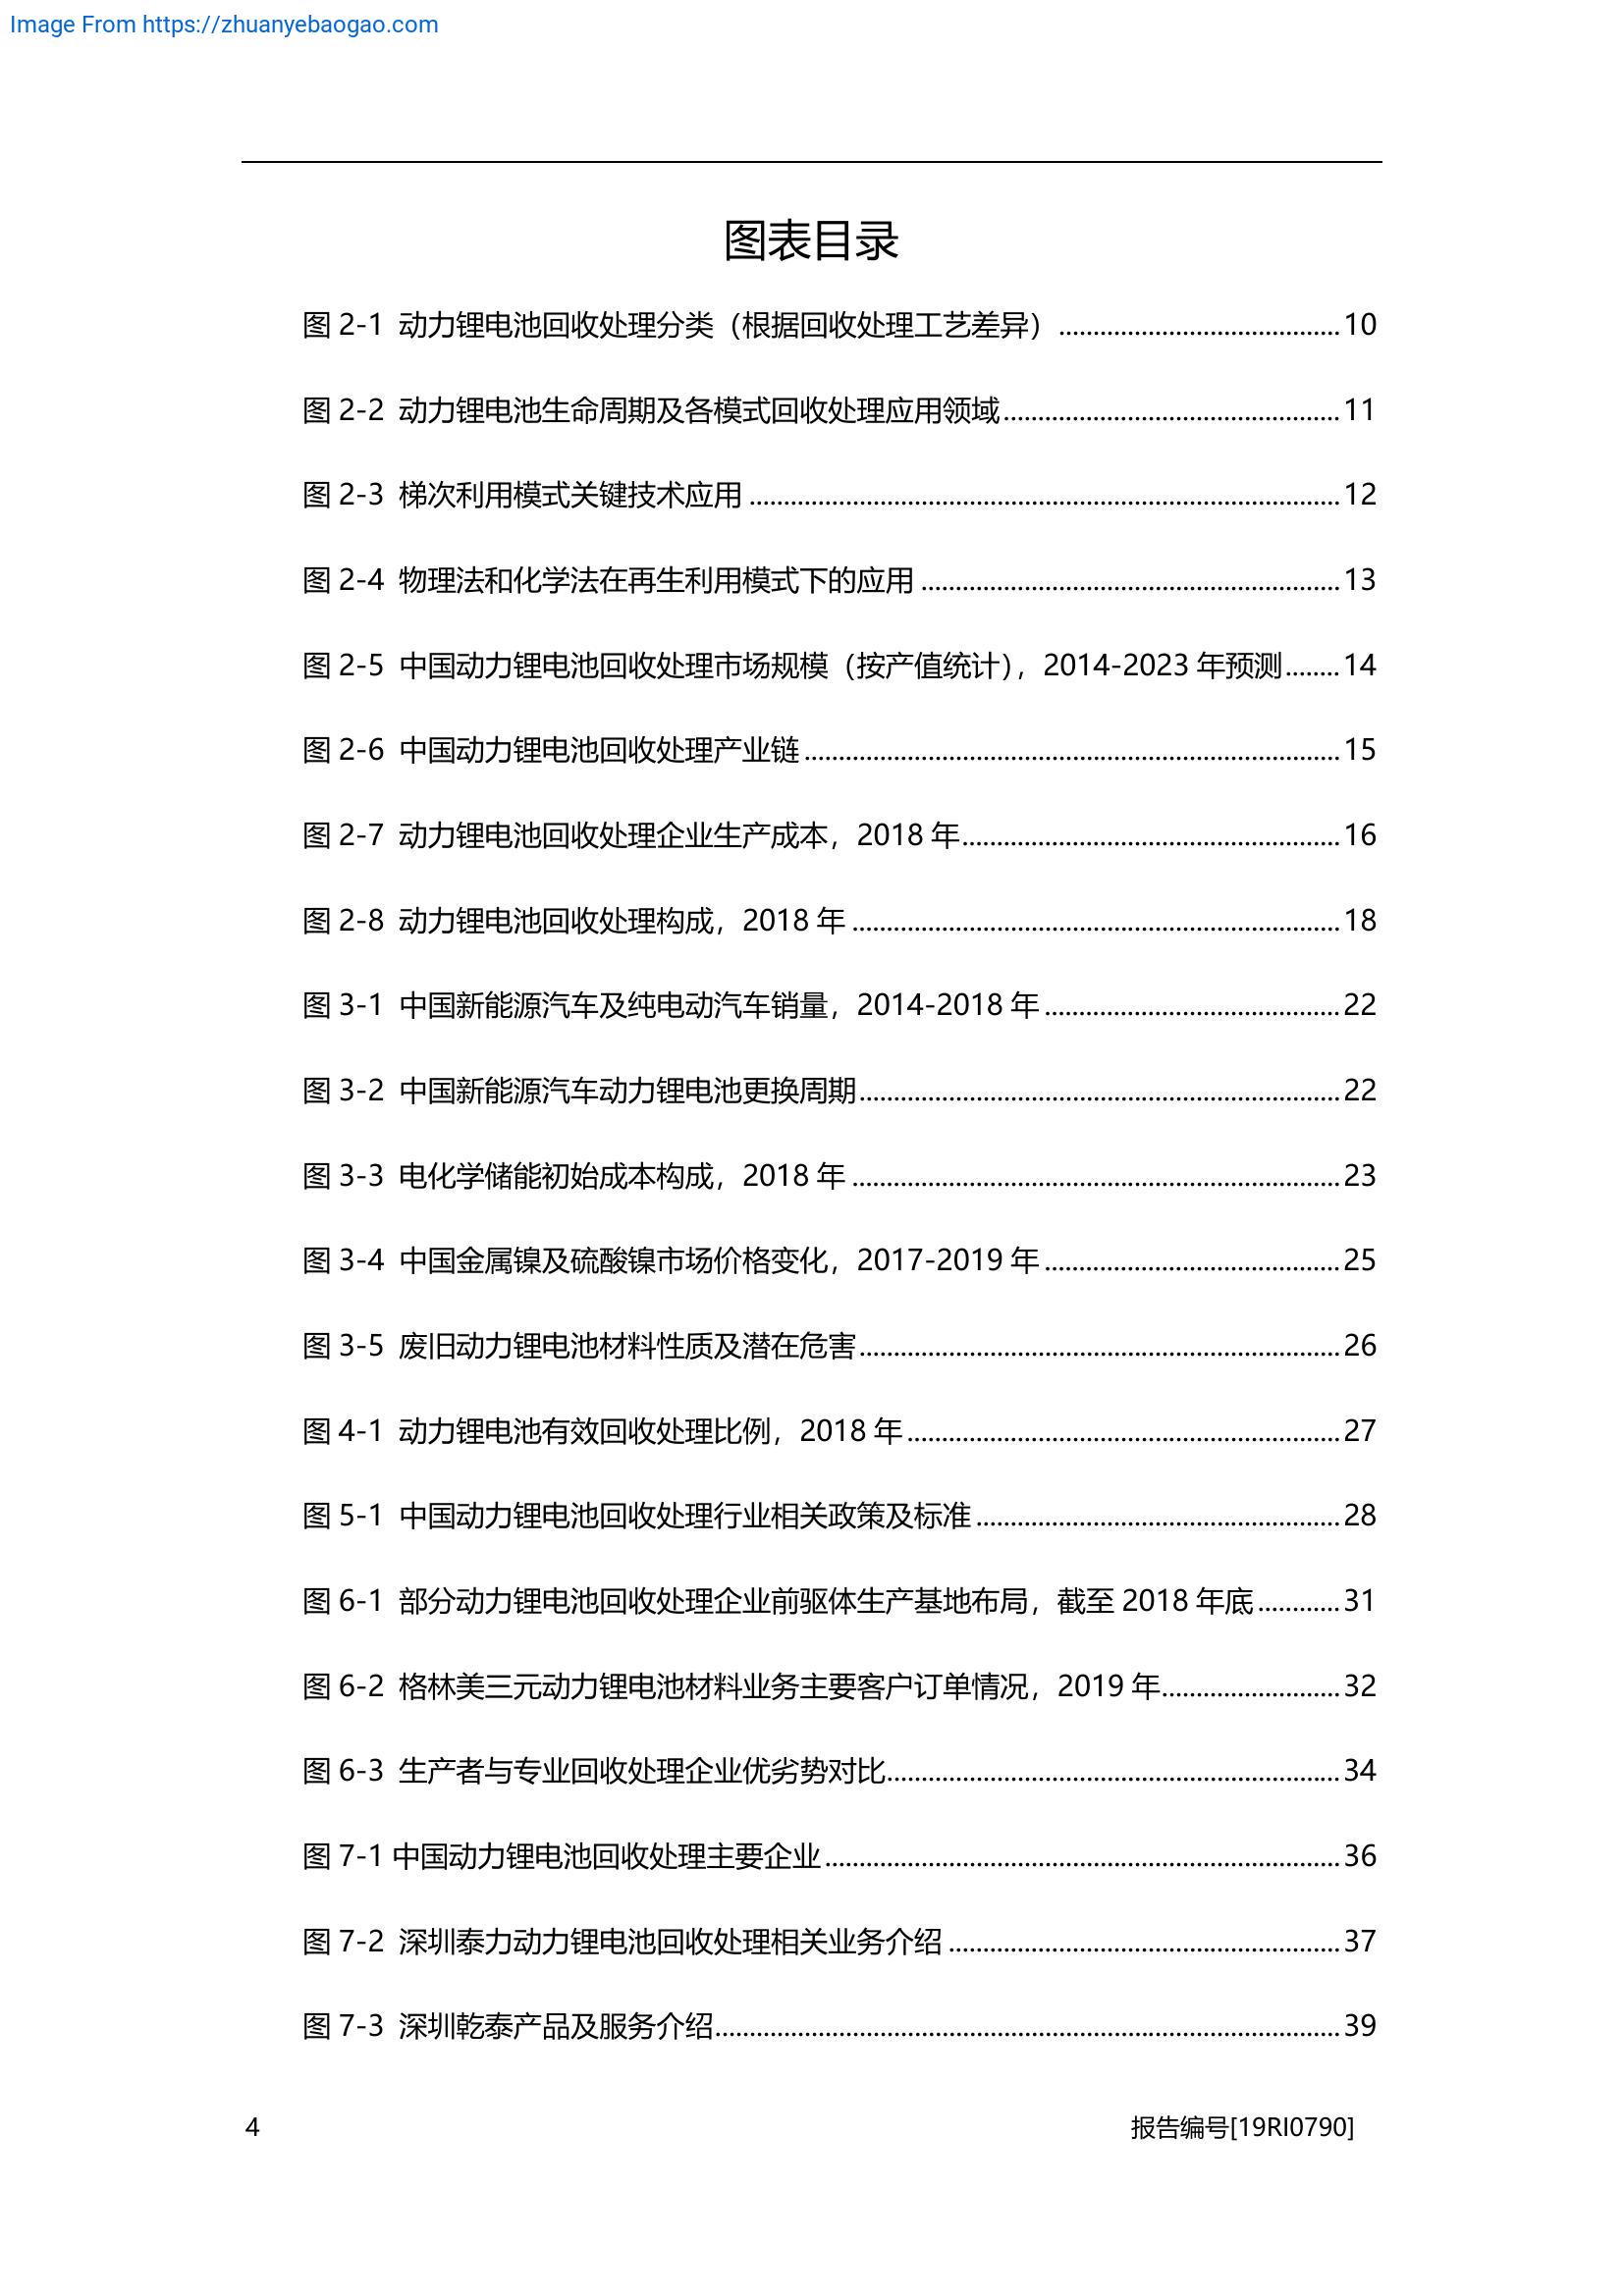 Image From https://zhuanyebaogao.com
图表目录
图 2-1 动力锂电池回收处理分类（根据回收处理工艺差异）........................................10
图 2-2 动力锂电池生命周期及各模式回收处理应用领域................................................11
图 2-3 梯次利用模式关键技术应用....................................................................................12
图 2-4 物理法和化学法在再生利用模式下的应用............................................................13
图 2-5 中国动力锂电池回收处理市场规模（按产值统计），2014-2023 年预测........14
图 2-6 中国动力锂电池回收处理产业链............................................................................15
图 2-7 动力锂电池回收处理企业生产成本，2018 年......................................................16
图 2-8 动力锂电池回收处理构成，2018 年......................................................................18
图 3-1 中国新能源汽车及纯电动汽车销量，2014-2018 年..........................................22
图 3-2 中国新能源汽车动力锂电池更换周期....................................................................22
图 3-3 电化学储能初始成本构成，2018 年......................................................................23
图 3-4 中国金属镍及硫酸镍市场价格变化，2017-2019 年..........................................25
图 3-5 废旧动力锂电池材料性质及潜在危害....................................................................26
图 4-1 动力锂电池有效回收处理比例，2018 年..............................................................27
图 5-1 中国动力锂电池回收处理行业相关政策及标准....................................................28
图 6-1 部分动力锂电池回收处理企业前驱体生产基地布局，截至 2018 年底............31
图 6-2 格林美三元动力锂电池材料业务主要客户订单情况，2019 年..........................32
图 6-3 生产者与专业回收处理企业优劣势对比................................................................34
图 7-1 中国动力锂电池回收处理主要企业........................................................................36
图 7-2 深圳泰力动力锂电池回收处理相关业务介绍........................................................37
图 7-3 深圳乾泰产品及服务介绍........................................................................................39
4 报告编号[19RI0790]